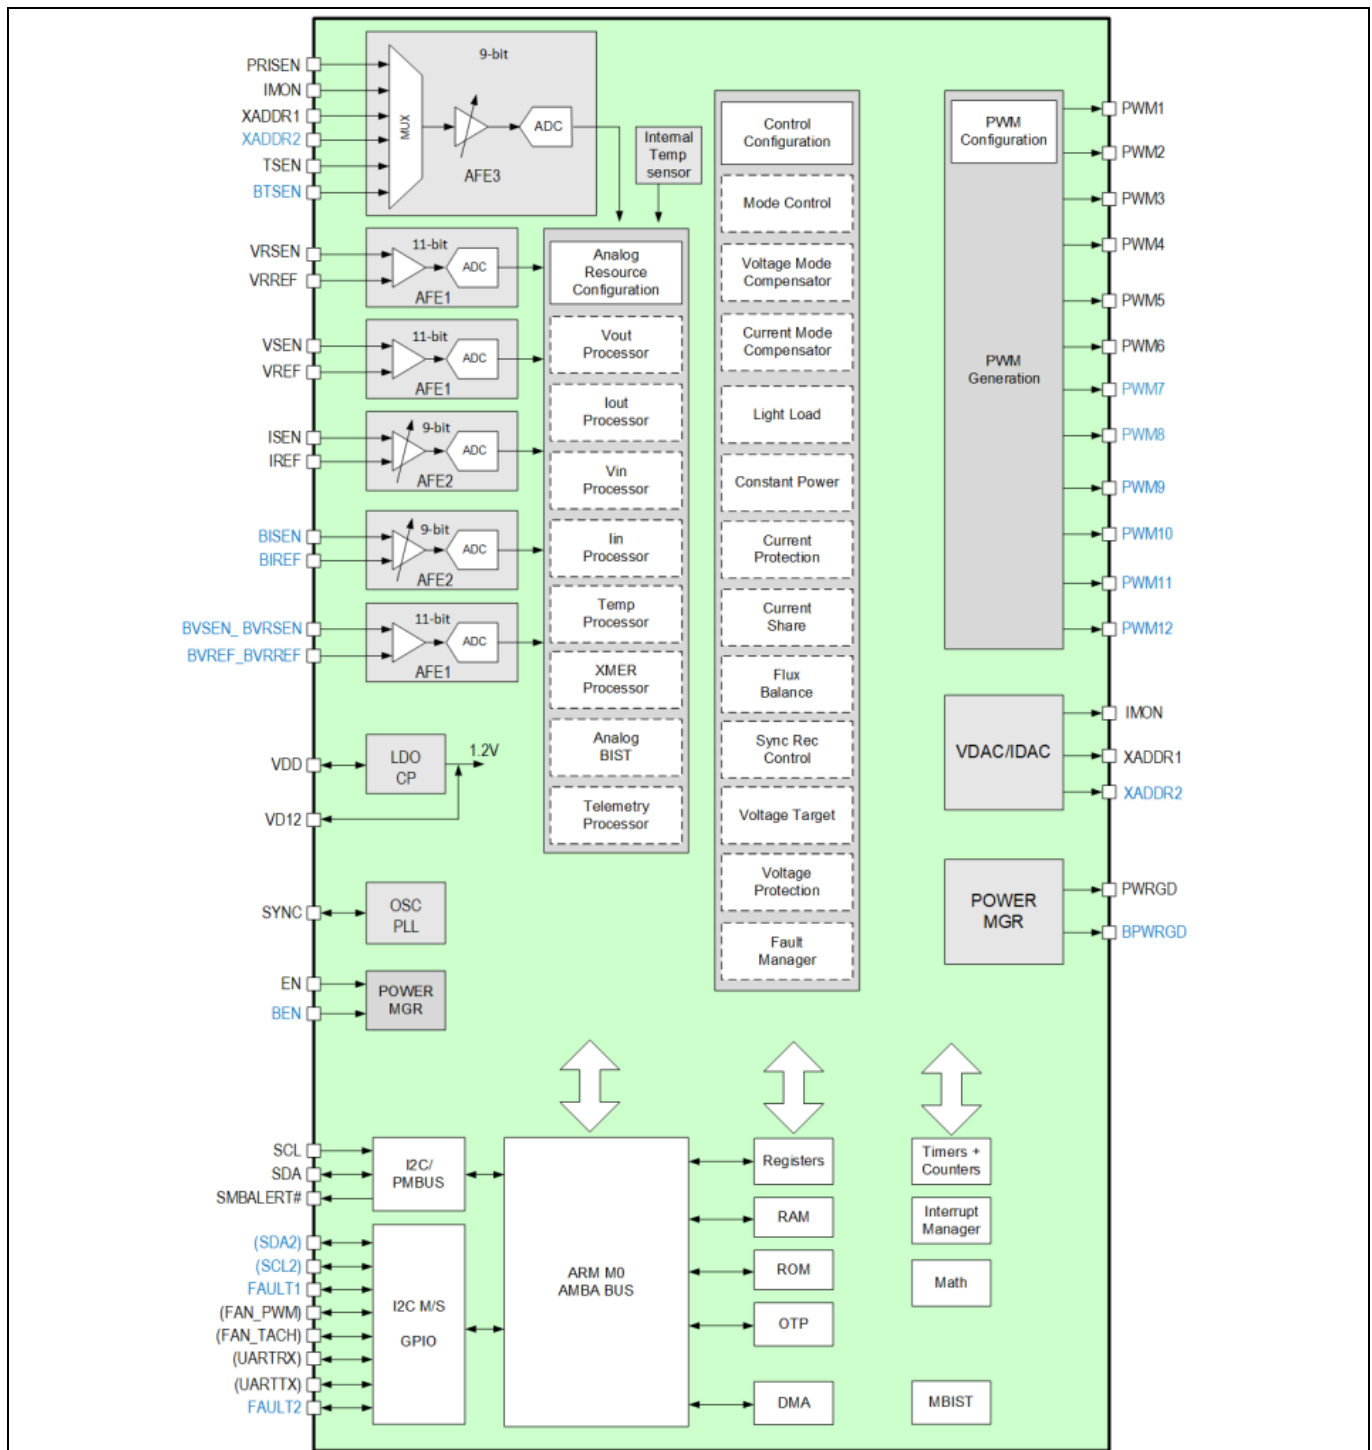 PRISEN
IMON
XADDR1
XADDR2
TSEN
BTSEN
9-bit
MUX
ADC
AFE3
Internal
Temp
sensor
VRSEN
VRREF
11-bit
ADC
AFE1
VSEN
VREF
11-bit
ADC
AFE1
ISEN
IREF
9-bit
ADC
AFE2
BISEN
BIREF
9-bit
ADC
AFE2
BVSEN_ BVRSEN
BVREF_BVRREF
11-bit
ADC
AFE1
VDD
VD12
LDO
CP
1.2V
SYNC
OSC
PLL
EN
BEN
POWER
MGR
Analog
Resource
Configuration
Vout
Processor
Iout
Processor
Vin
Processor
Iin
Processor
Temp
Processor
XMER
Processor
Analog
BIST
Telemetry
Processor
Control
Configuration
Mode Control
Voltage Mode
Compensator
Current Mode
Compensator
Light Load
Constant Power
Current
Protection
Current
Share
Flux
Balance
Sync Rec
Control
Voltage Target
Voltage
Protection
Fault
Manager
PWM
Configuration
PWM
Generation
PWM1
PWM2
PWM3
PWM4
PWM5
PWM6
PWM7
PWM8
PWM9
PWM10
PWM11
PWM12
VDAC/IDAC
IMON
XADDR1
XADDR2
POWER
MGR
PWRGD
BPWRGD
SCL
SDA
SMBALERT#
I2C/
PMBUS
(SDA2)
(SCL2)
FAULT1
(FAN_PWM)
(FAN_TACH)
(UARTRX)
(UARTTX)
FAULT2
I2C M/S
GPIO
ARM M0
AMBA BUS
Registers
RAM
ROM
OTP
DMA
Timers +
Counters
Interrupt
Manager
Math
MBIST